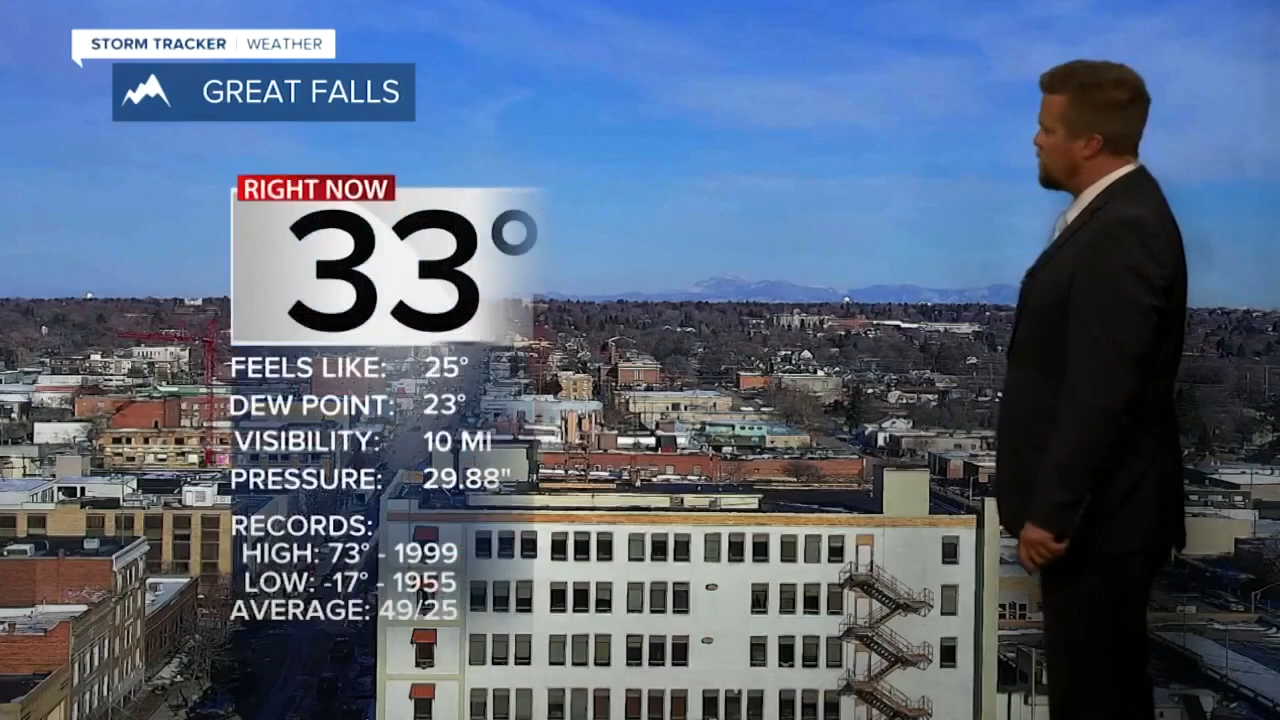 STORM TRACKER | WEATHER
GREAT FALLS
RIGHT NOW
33°
FEELS LIKE: 25°
DEW POINT: 23°
VISIBILITY: 10 MI
PRESSURE: 29.88"
RECORDS:
HIGH: 73° - 1999
LOW: -17° - 1955
AVERAGE: 49/25